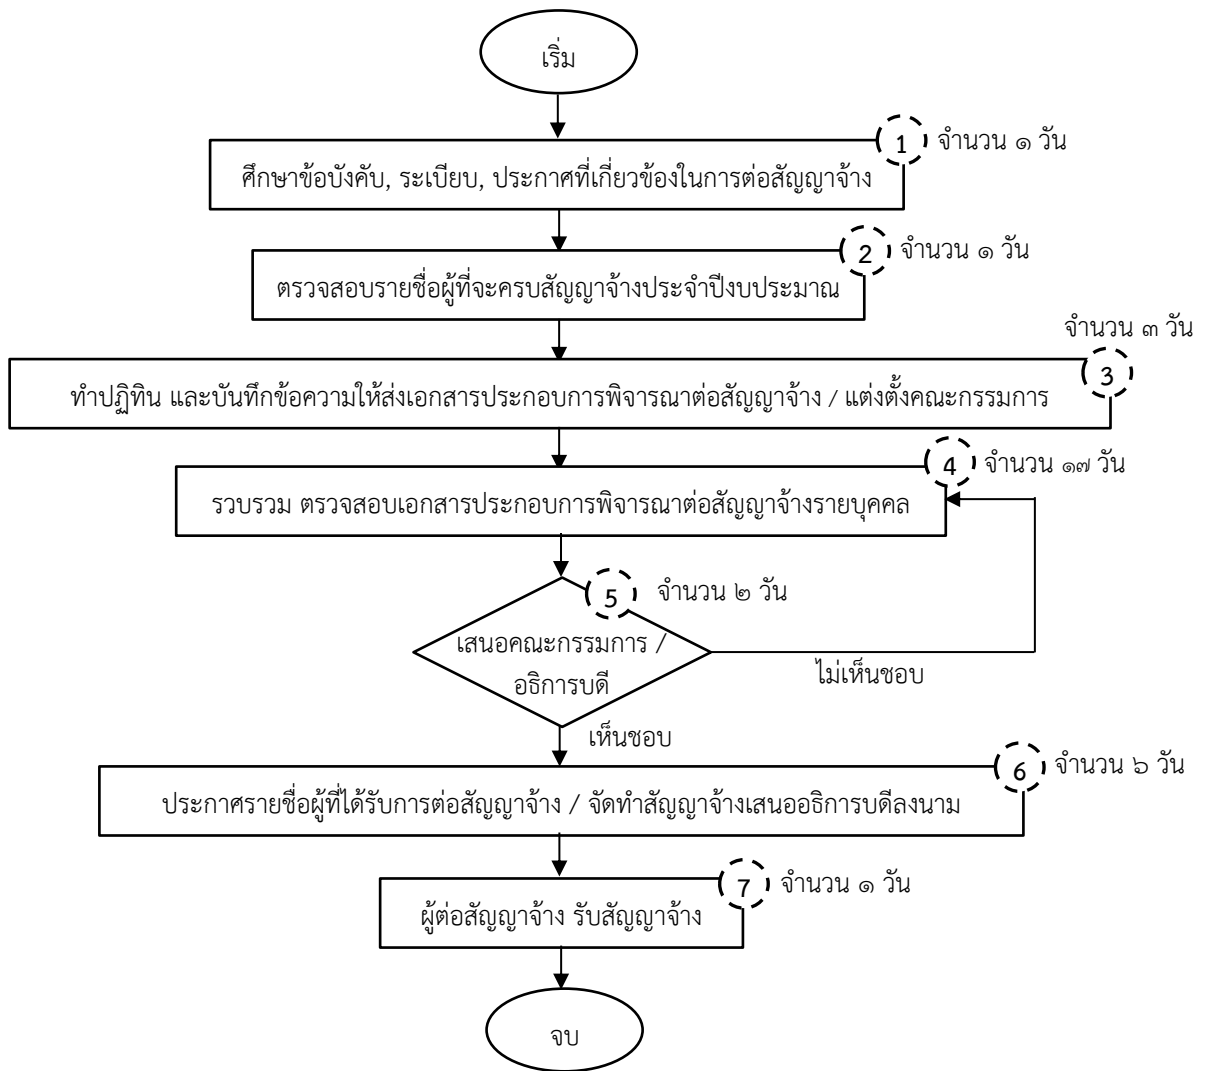 เริ่ม
1 จำนวน ๑ วัน
ศึกษาข้อบังคับ, ระเบียบ, ประกาศที่เกี่ยวข้องในการต่อสัญญาจ้าง
2 จำนวน ๑ วัน
ตรวจสอบรายชื่อผู้ที่จะครบสัญญาจ้างประจำปีงบประมาณ
จำนวน ๓ วัน
3
ทำปฏิทิน และบันทึกข้อความให้ส่งเอกสารประกอบการพิจารณาต่อสัญญาจ้าง / แต่งตั้งคณะกรรมการ
4 จำนวน ๑๗ วัน
รวบรวม ตรวจสอบเอกสารประกอบการพิจารณาต่อสัญญาจ้างรายบุคคล
5 จำนวน ๒ วัน
เสนอคณะกรรมการ /
อธิการบดี
ไม่เห็นชอบ
เห็นชอบ
6 จำนวน ๖ วัน
ประกาศรายชื่อผู้ที่ได้รับการต่อสัญญาจ้าง / จัดทำสัญญาจ้างเสนออธิการบดีลงนาม
7 จำนวน ๑ วัน
ผู้ต่อสัญญาจ้าง รับสัญญาจ้าง
จบ